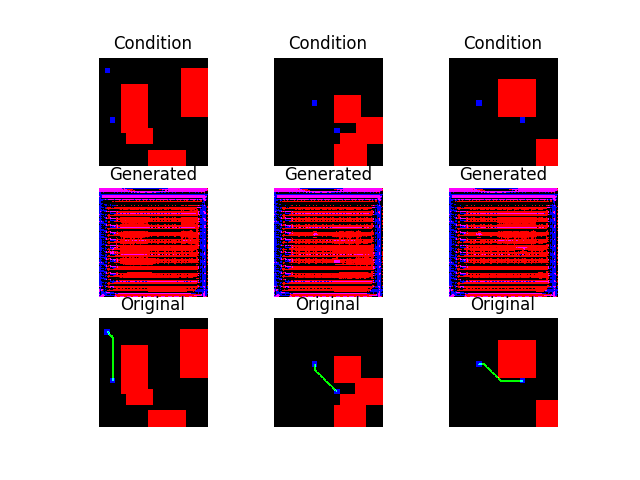 Condition Condition Condition
Generated Generated Generated
Original Original Original